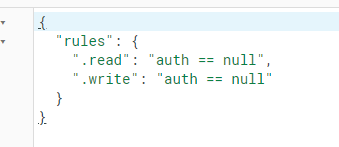 {
"rules": {
".read": "auth == null",
".write": "auth == null"
}
}